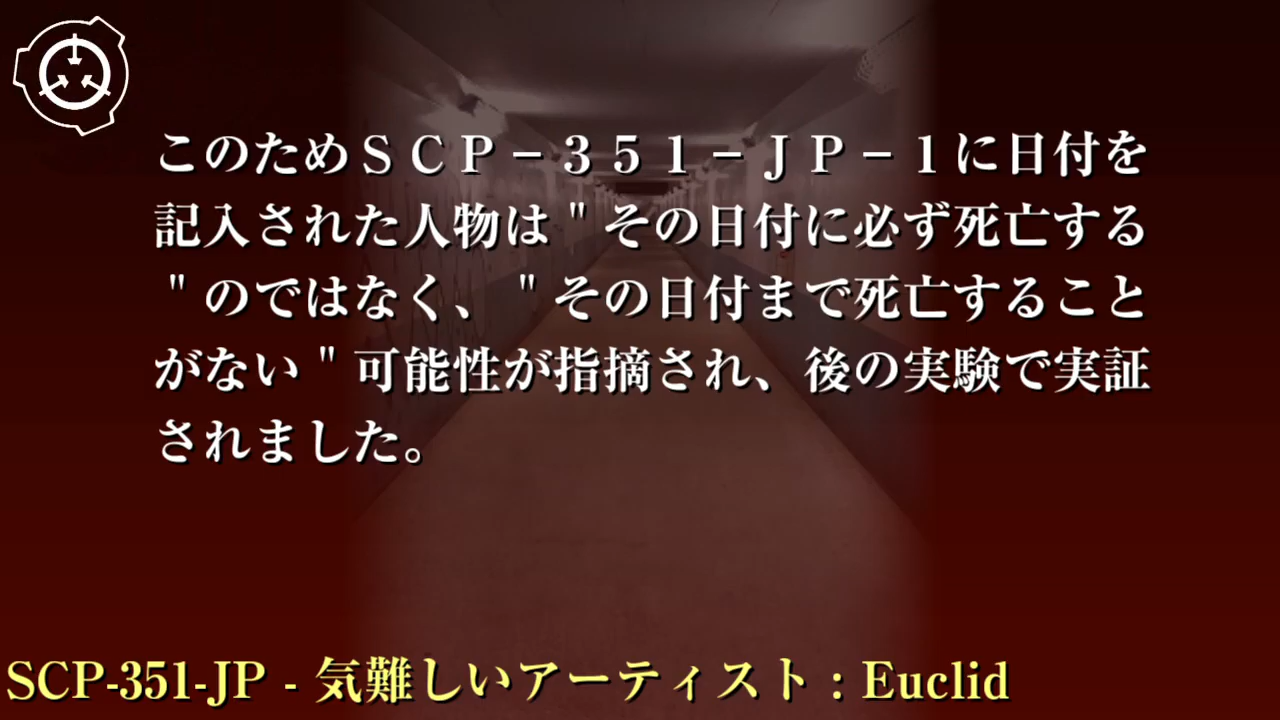 このためＳＣＰ－３５１－ＪＰ－１に日付を
記入された人物は＂その日付に必ず死亡する
＂のではなく、＂その日付まで死亡すること
がない＂可能性が指摘され、後の実験で実証
されました。
SCP-351-JP - 気難しいアーティスト : Euclid